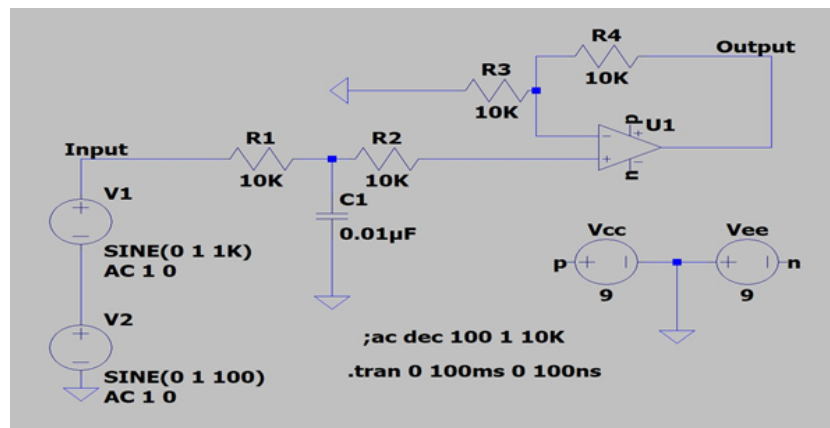 R4
Output
R3
10K
10K
p
U1
n
Input
R1
R2
10K
10K
V1
C1
0.01µF
SINE(0 1 1K)
AC 1 0
Vcc
Vee
p
n
9
9
V2
;ac dec 100 1 10K
.tran 0 100ms 0 100ns
SINE(0 1 100)
AC 1 0